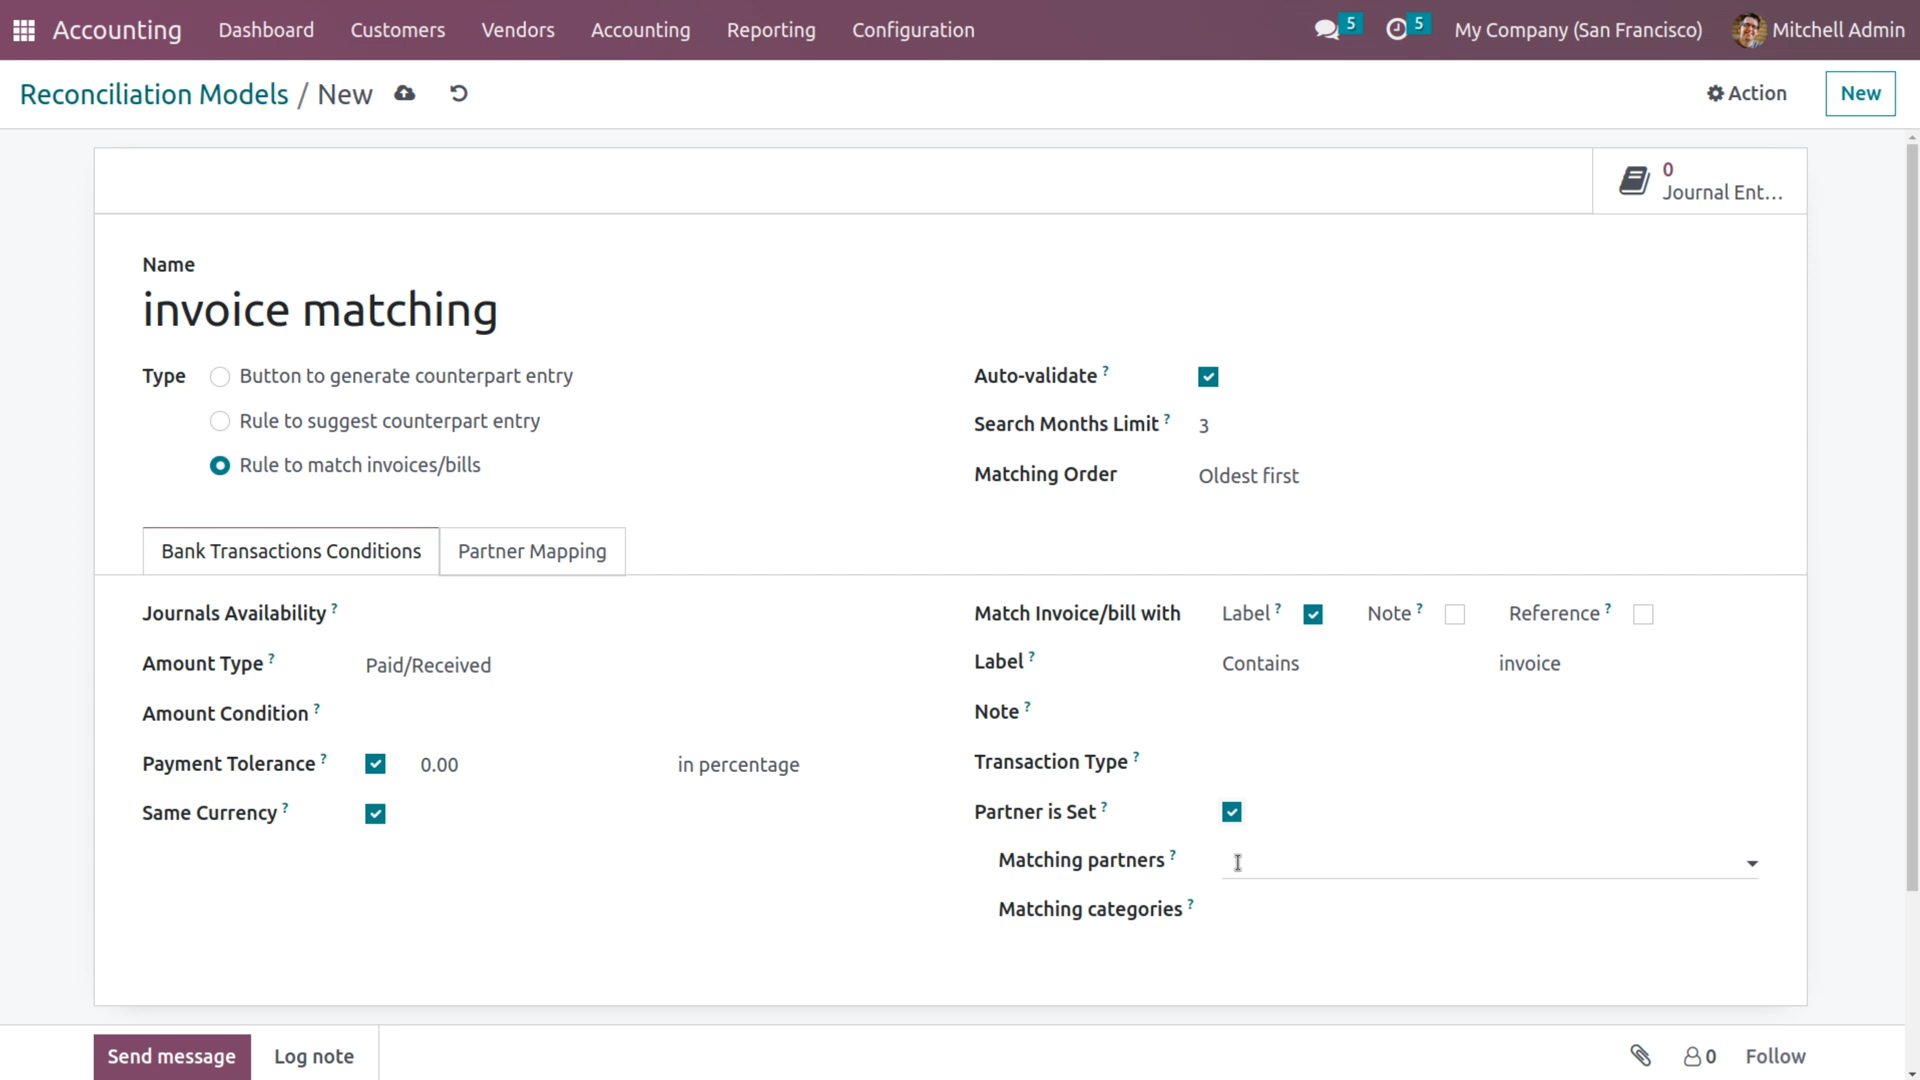 Accounting Dashboard Customers Vendors Accounting Reporting Configuration 5 5 My Company (San Francisco) Mitchell Admin
Reconciliation Models / New Action New
0
Journal Ent...
Name
invoice matching
Type Button to generate counterpart entry Auto-validate ?
Rule to suggest counterpart entry Search Months Limit ? 3
Rule to match invoices/bills Matching Order Oldest first
Bank Transactions Conditions Partner Mapping
Journals Availability ? Match Invoice/bill with Label ? Note ? Reference ?
Amount Type ? Paid/Received Label ? Contains invoice
Amount Condition ? Note ?
Payment Tolerance ? 0.00 in percentage Transaction Type ?
Same Currency ? Partner is Set ?
Matching partners ?
Matching categories ?
Send message Log note 0 Follow